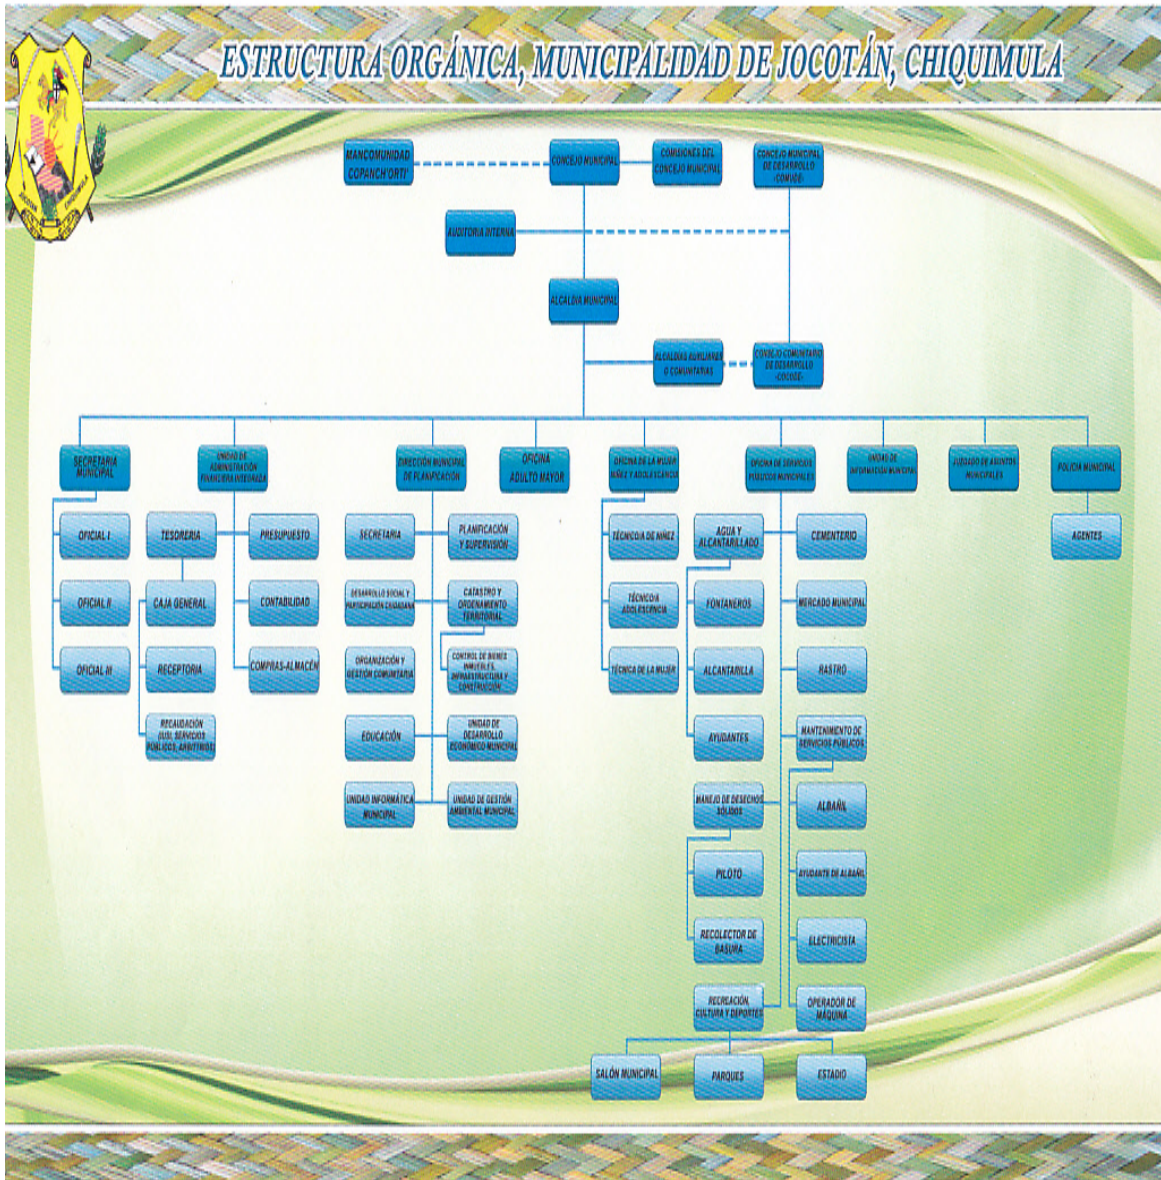 ESTRUCTURA ORGÁNICA, MUNICIPALIDAD DE JOCOTÁN, CHIQUIMULA
JOCOTÁN
CHIQUIMULA
MANCOMUNIDAD
COPANCH'ORTI'
CONCEJO MUNICIPAL
COMISIONES DEL
CONCEJO MUNICIPAL
CONCEJO MUNICIPAL
DE DESARROLLO
-COMUDE-
AUDITORIA INTERNA
ALCALDIA MUNICIPAL
ALCALDÍAS AUXILIARES
O COMUNITARIAS
CONSEJO COMUNITARIO
DE DESARROLLO
-COCODE-
SECRETARIA
MUNICIPAL
UNIDAD DE
ADMINISTRACIÓN
FINANCIERA INTEGRADA
DIRECCIÓN MUNICIPAL
DE PLANIFICACIÓN
OFICINA
ADULTO MAYOR
OFICINA DE LA MUJER
NIÑEZ Y ADOLESCENCIA
OFICINA DE SERVICIOS
PÚBLICOS MUNICIPALES
UNIDAD DE
INFORMACIÓN MUNICIPAL
JUZGADO DE ASUNTOS
MUNICIPALES
POLICIA MUNICIPAL
OFICIAL I
OFICIAL II
OFICIAL III
TESORERIA
CAJA GENERAL
RECEPTORIA
RECAUDACIÓN
(IUSI, SERVICIOS
PÚBLICOS, ARBITRIOS)
PRESUPUESTO
CONTABILIDAD
COMPRAS-ALMACÉN
SECRETARIA
DESARROLLO SOCIAL Y
PARTICIPACIÓN CIUDADANA
ORGANIZACIÓN Y
GESTIÓN COMUNITARIA
EDUCACIÓN
UNIDAD INFORMÁTICA
MUNICIPAL
PLANIFICACIÓN
Y SUPERVISIÓN
CATASTRO Y
ORDENAMIENTO
TERRITORIAL
CONTROL DE BIENES
INMUEBLES,
INFRAESTRUCTURA Y
CONSTRUCCIÓN
UNIDAD DE
DESARROLLO
ECONÓMICO MUNICIPAL
UNIDAD DE GESTIÓN
AMBIENTAL MUNICIPAL
TÉCNICO/A DE NIÑEZ
TÉCNICO/A
ADOLESCENCIA
TÉCNICA DE LA MUJER
AGUA Y
ALCANTARILLADO
FONTANEROS
ALCANTARILLA
AYUDANTES
MANEJO DE DESECHOS
SÓLIDOS
PILOTO
RECOLECTOR DE
BASURA
RECREACIÓN,
CULTURA Y DEPORTES
CEMENTERIO
MERCADO MUNICIPAL
RASTRO
MANTENIMIENTO DE
SERVICIOS PÚBLICOS
ALBAÑIL
AYUDANTE DE ALBAÑIL
ELECTRICISTA
OPERADOR DE
MÁQUINA
AGENTES
SALÓN MUNICIPAL
PARQUES
ESTADIO